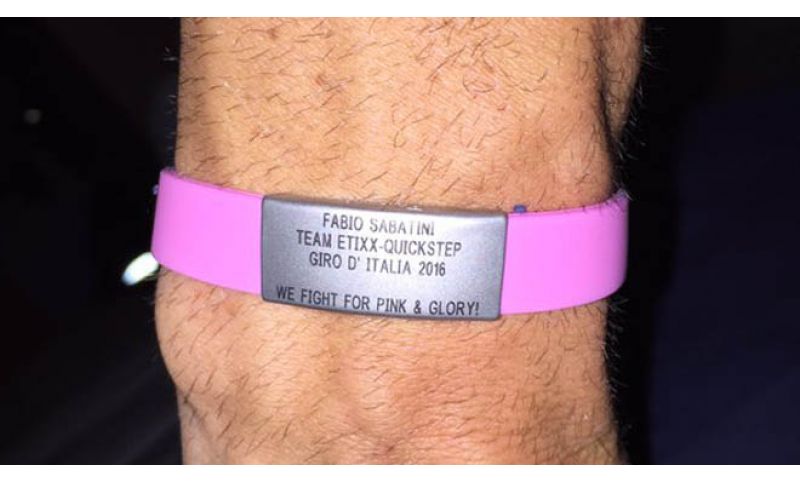 FABIO SABATINI
TEAM ETIXX-QUICKSTEP
GIRO D' ITALIA 2016
WE FIGHT FOR PINK & GLORY!